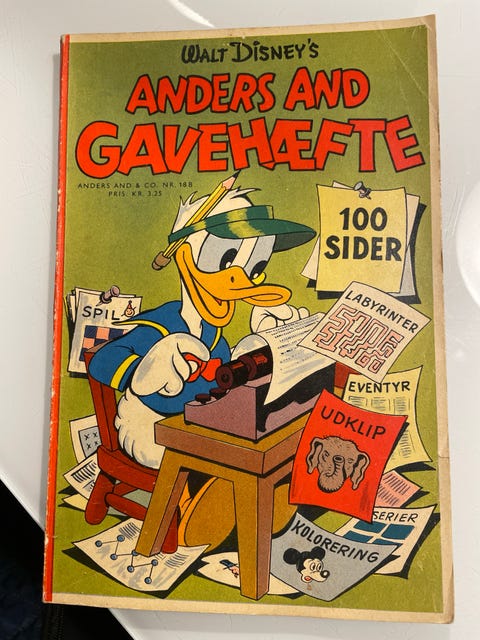 WALT DISNEY'S
ANDERS AND
GAVEHÆFTE
ANDERS AND & CO. NR. 18B
PRIS: KR. 3.25
100
SIDER
SPIL
LABYRINTER
EVENTYR
UDKLIP
SERIER
KOLORERING